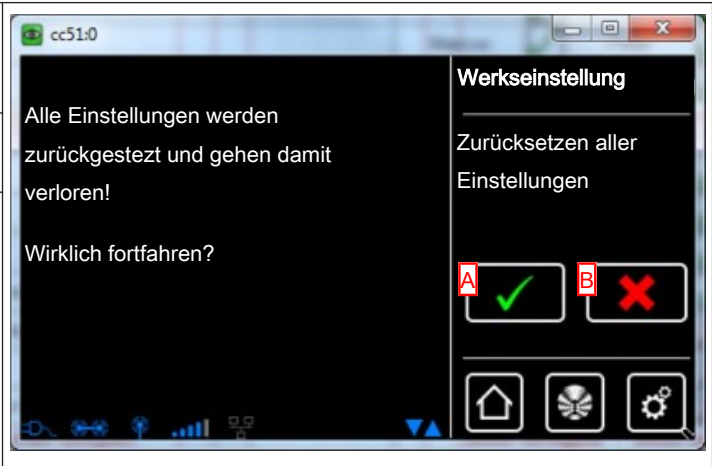 cc51:0
Alle Einstellungen werden
zurückgestezt und gehen damit
verloren!
Wirklich fortfahren?
Werkseinstellung
Zurücksetzen aller
Einstellungen
A
B